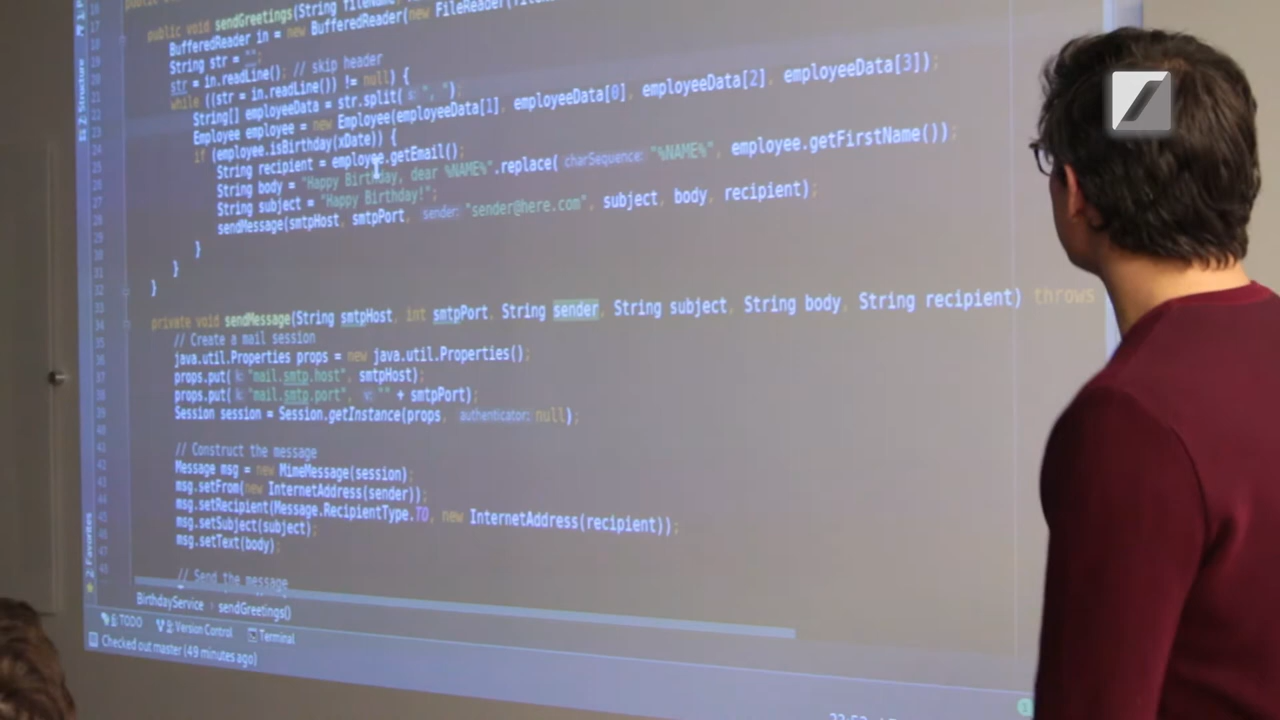 public void sendGreetings(String fileName,
BufferedReader in = new BufferedReader(new FileReader(
String str = "";
str = in.readLine(); // skip header
while ((str = in.readLine()) != null) {
String[] employeeData = str.split( s: ", ");
Employee employee = new Employee(employeeData[1], employeeData[0], employeeData[2], employeeData[3]);
if (employee.isBirthday(xDate)) {
String recipient = employee.getEmail();
String body = "Happy Birthday, dear %NAME%".replace( charSequence: "%NAME%", employee.getFirstName());
String subject = "Happy Birthday!";
sendMessage(smtpHost, smtpPort, sender: "sender@here.com", subject, body, recipient);
}
}
}
private void sendMessage(String smtpHost, int smtpPort, String sender, String subject, String body, String recipient) throws
// Create a mail session
java.util.Properties props = new java.util.Properties();
props.put( k: "mail.smtp.host", smtpHost);
props.put( k: "mail.smtp.port", v: "" + smtpPort);
Session session = Session.getInstance(props, authenticator: null);
// Construct the message
Message msg = new MimeMessage(session);
msg.setFrom(new InternetAddress(sender));
msg.setRecipient(Message.RecipientType.TO, new InternetAddress(recipient));
msg.setSubject(subject);
msg.setText(body);
// Send the message
BirthdayService › sendGreetings()
6: TODO 9: Version Control Terminal
Checked out master (49 minutes ago)
Z: Structure
2: Favorites